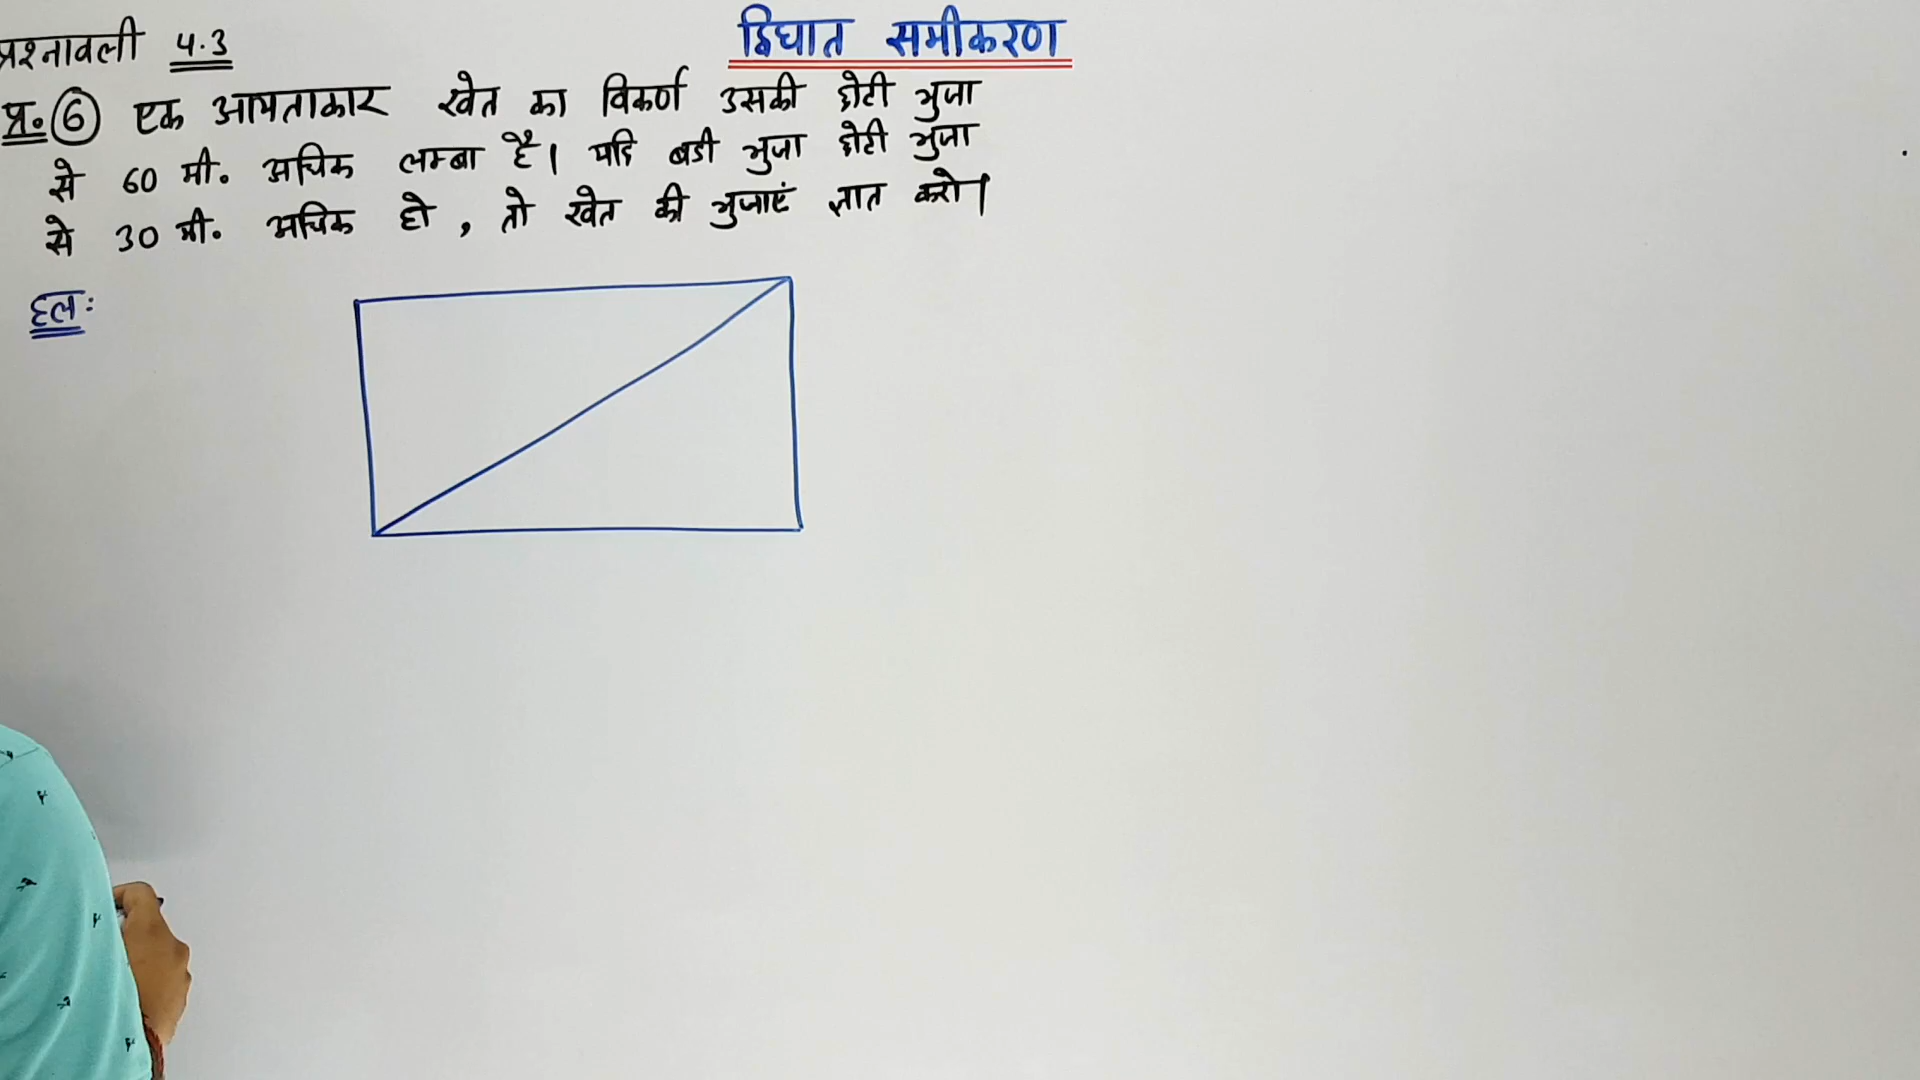 प्रश्नावली 4.3
द्विघात समीकरण
प्र. 6 एक आयताकार खेत का विकर्ण उसकी छोटी भुजा
से 60 मी. अधिक लम्बा है। यदि बडी भुजा छोटी भुजा
से 30 मी. अधिक हो, तो खेत की भुजाएं ज्ञात करो।
हल: